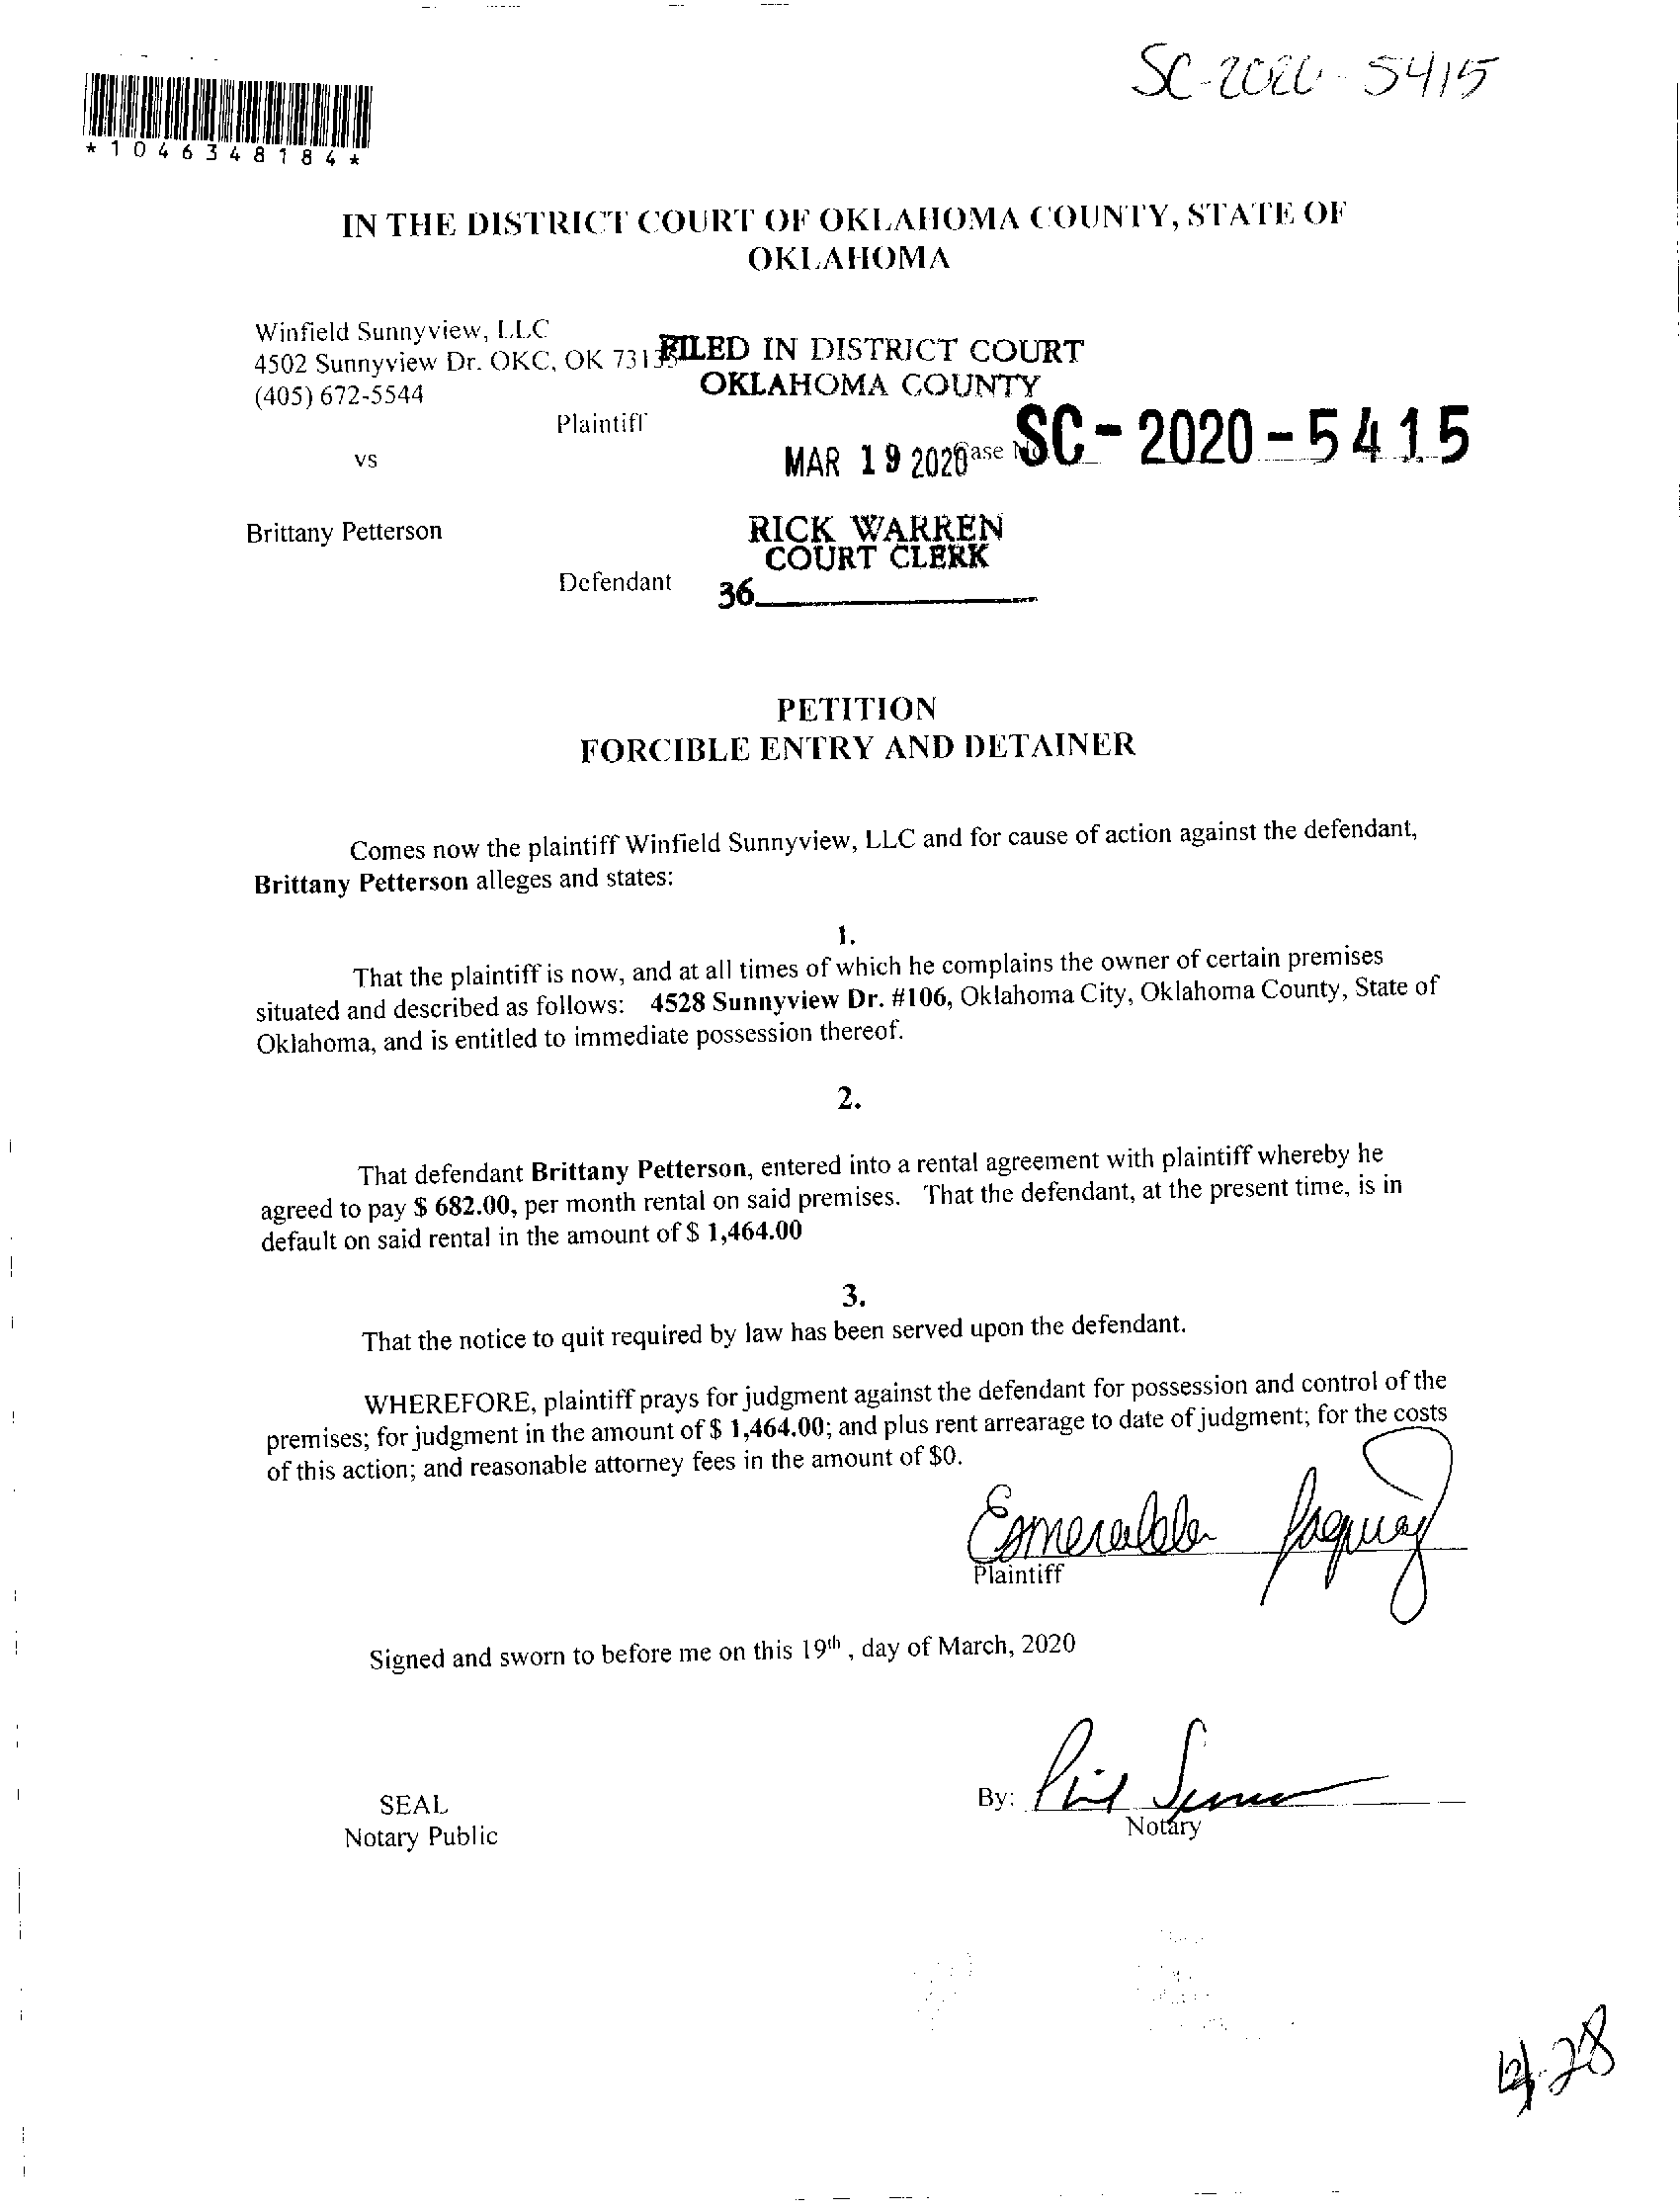 SC-2020-5415
*1046348184*
IN THE DISTRICT COURT OF OKLAHOMA COUNTY, STATE OF
OKLAHOMA
Winfield Sunnyview, LLC
4502 Sunnyview Dr. OKC, OK 73135
(405) 672-5544
Plaintiff
vs
Brittany Petterson
Defendant
FILED IN DISTRICT COURT
OKLAHOMA COUNTY
MAR 19 2020
Case No SC-2020-5415
RICK WARREN
COURT CLERK
36
PETITION
FORCIBLE ENTRY AND DETAINER
Comes now the plaintiff Winfield Sunnyview, LLC and for cause of action against the defendant,
Brittany Petterson alleges and states:
1.
That the plaintiff is now, and at all times of which he complains the owner of certain premises
situated and described as follows: 4528 Sunnyview Dr. #106, Oklahoma City, Oklahoma County, State of
Oklahoma, and is entitled to immediate possession thereof.
2.
That defendant Brittany Petterson, entered into a rental agreement with plaintiff whereby he
agreed to pay $ 682.00, per month rental on said premises. That the defendant, at the present time, is in
default on said rental in the amount of $ 1,464.00
3.
That the notice to quit required by law has been served upon the defendant.
WHEREFORE, plaintiff prays for judgment against the defendant for possession and control of the
premises; for judgment in the amount of $ 1,464.00; and plus rent arrearage to date of judgment; for the costs
of this action; and reasonable attorney fees in the amount of $0.
Esmeralda
Plaintiff
Signed and sworn to before me on this 19th , day of March, 2020
SEAL
Notary Public
By:
Notary